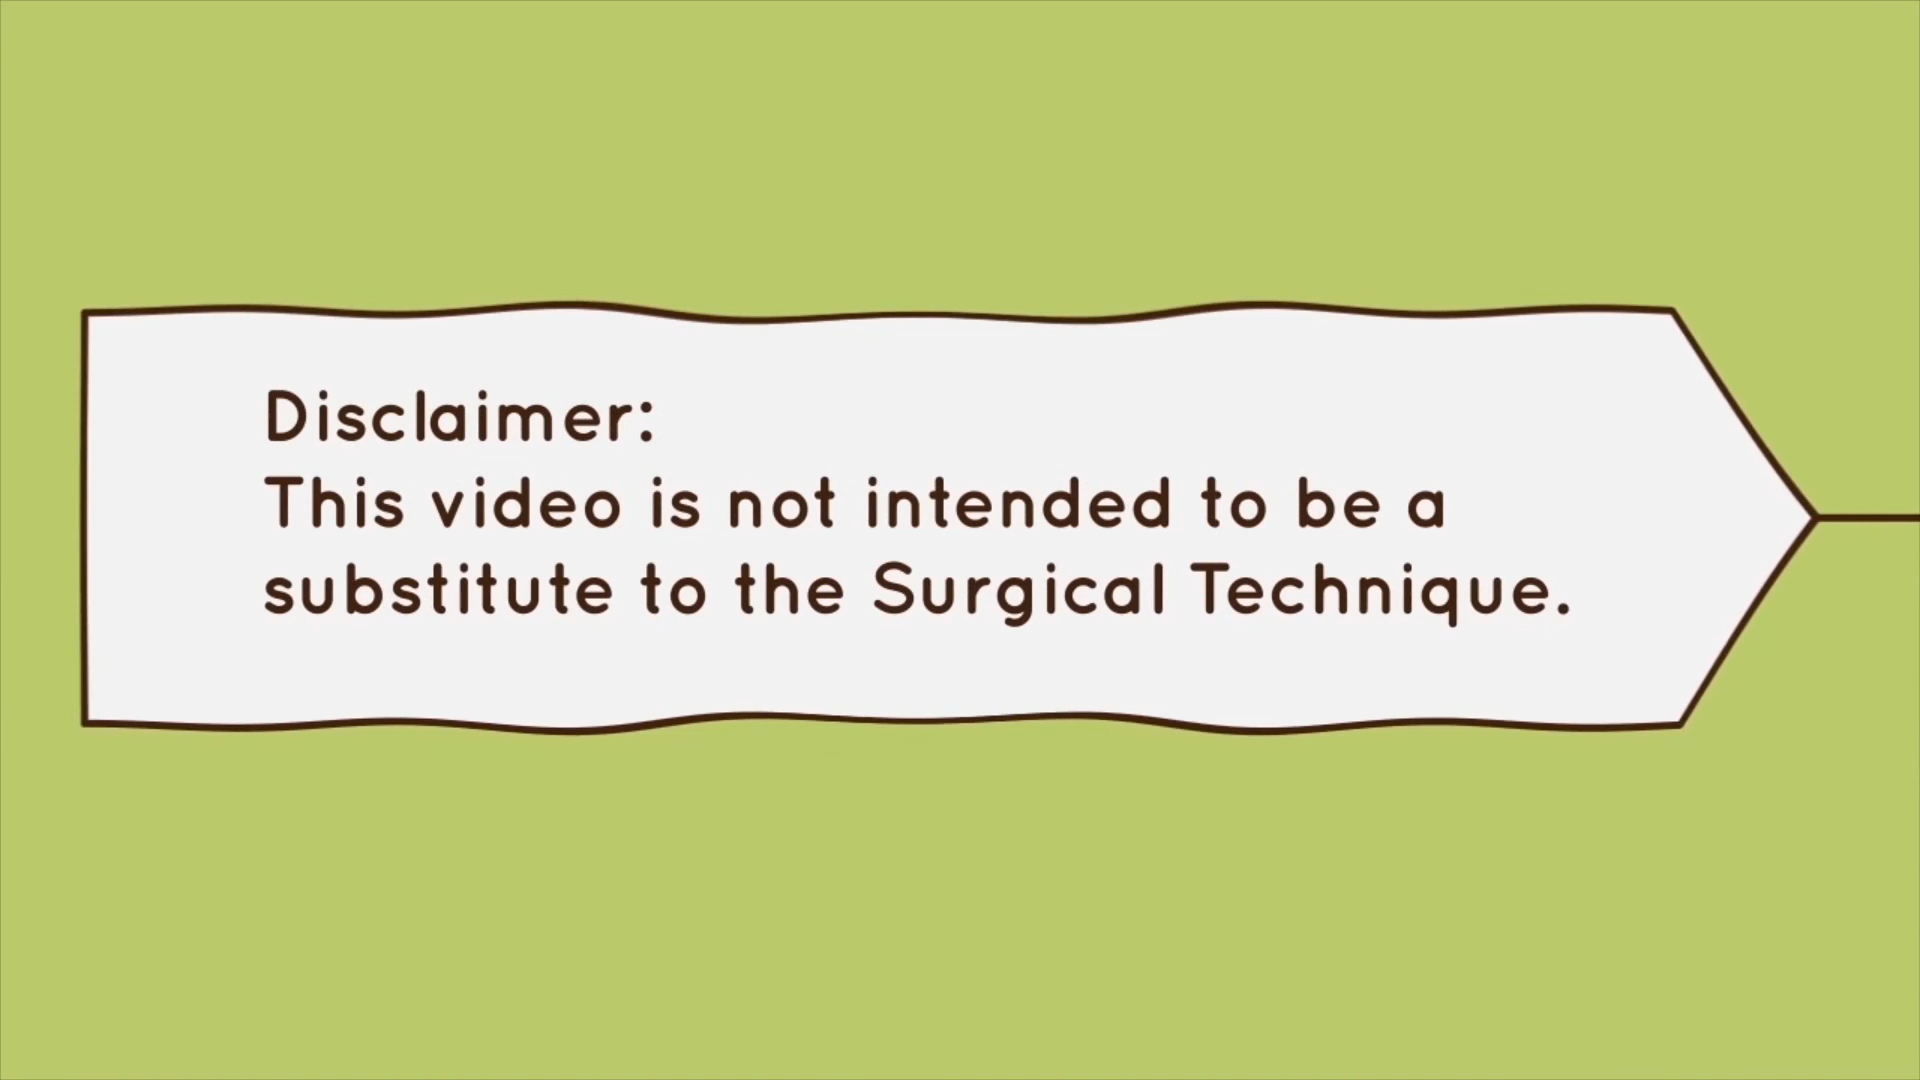 Disclaimer:
This video is not intended to be a
substitute to the Surgical Technique.